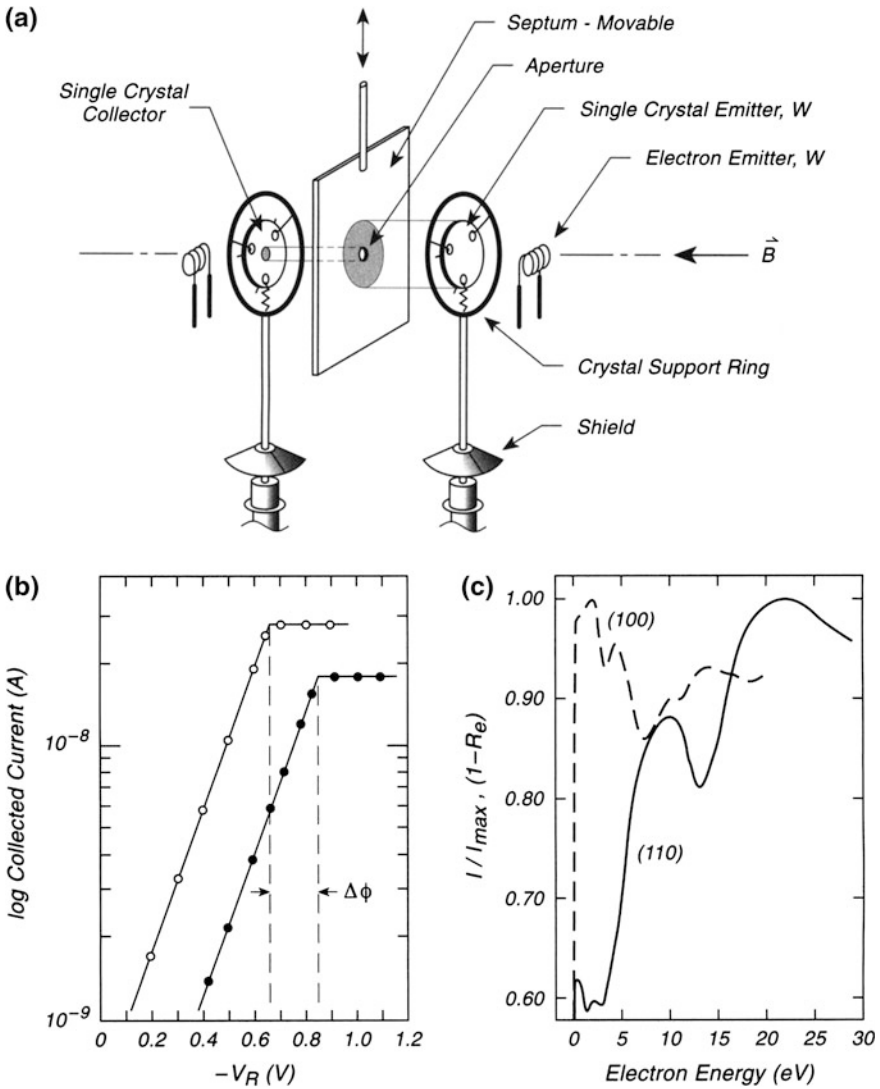 (a)
Septum - Movable
Aperture
Single Crystal
Collector
Single Crystal Emitter, W
Electron Emitter, W
B
Crystal Support Ring
Shield
(b)
log Collected Current (A)
10⁻⁸
10⁻⁹
Δϕ
0 0.2 0.4 0.6 0.8 1.0 1.2
−V_R (V)
(c)
I / I_max , (1−R_e)
1.00
0.90
0.80
0.70
0.60
(100)
(110)
0 5 10 15 20 25 30
Electron Energy (eV)